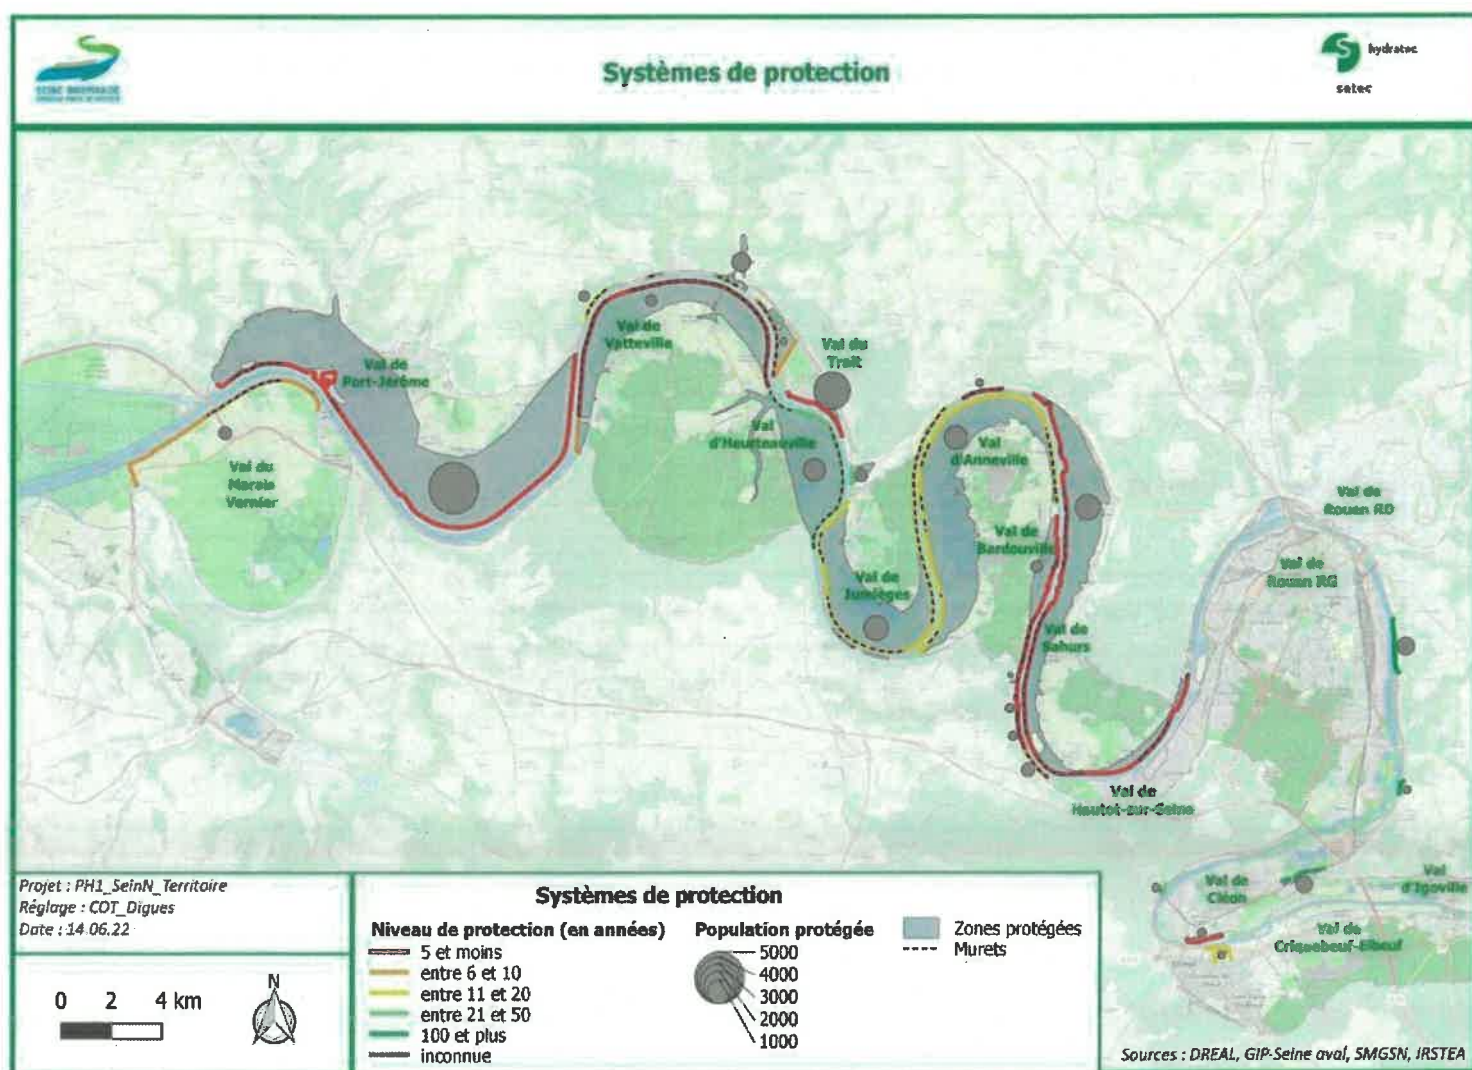 Systèmes de protection
hydratec
setec
Val de
Port-Jérôme
Val du
Marais
Vernier
Val de
Vatteville
Val du
Trait
Val
d'Heurteauville
Val
d'Anneville
Val de
Bardouville
Val de
Jumièges
Val de
Sahurs
Val de
Rouen RD
Val de
Rouen RG
Val de
Hautot-sur-Seine
Val de
Cléon
Val
d'Igoville
Val de
Criquebeuf-Elbeuf
Projet : PH1_SeinN_Territoire
Réglage : COT_Digues
Date : 14.06.22
0 2 4 km
N
Systèmes de protection
Niveau de protection (en années)
5 et moins
entre 6 et 10
entre 11 et 20
entre 21 et 50
100 et plus
inconnue
Population protégée
5000
4000
3000
2000
1000
Zones protégées
Murets
Sources : DREAL, GIP-Seine aval, SMGSN, IRSTEA